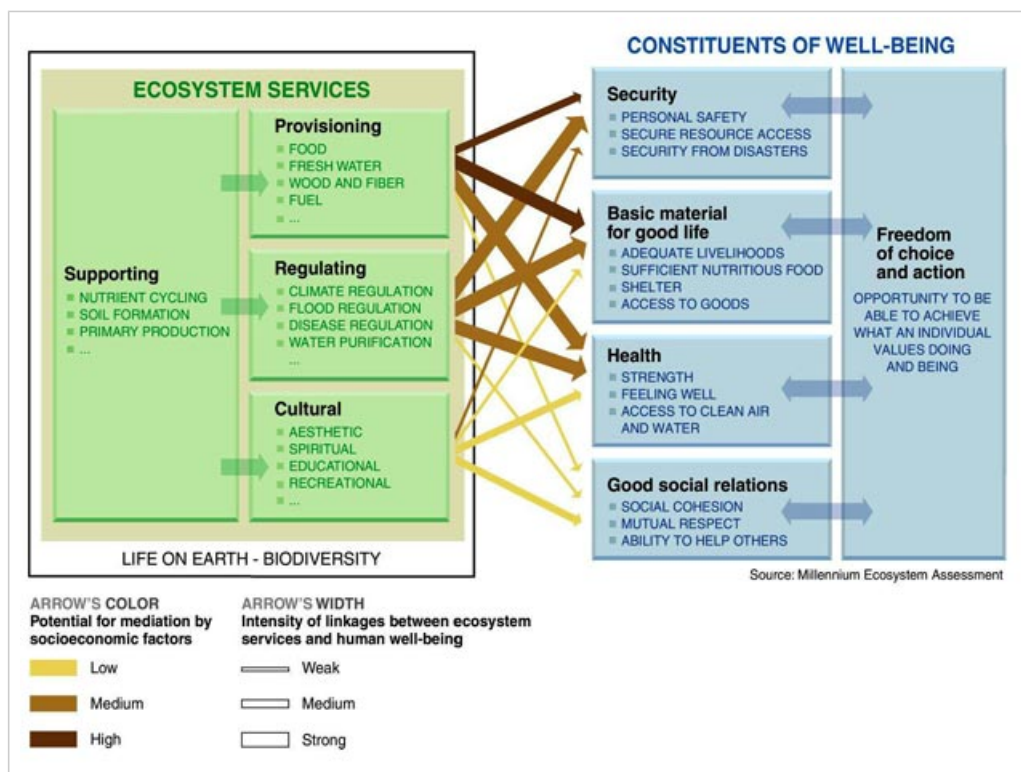 ECOSYSTEM SERVICES
Supporting
NUTRIENT CYCLING
SOIL FORMATION
PRIMARY PRODUCTION
...
Provisioning
FOOD
FRESH WATER
WOOD AND FIBER
FUEL
...
Regulating
CLIMATE REGULATION
FLOOD REGULATION
DISEASE REGULATION
WATER PURIFICATION
...
Cultural
AESTHETIC
SPIRITUAL
EDUCATIONAL
RECREATIONAL
...
LIFE ON EARTH - BIODIVERSITY
CONSTITUENTS OF WELL-BEING
Security
PERSONAL SAFETY
SECURE RESOURCE ACCESS
SECURITY FROM DISASTERS
Basic material
for good life
ADEQUATE LIVELIHOODS
SUFFICIENT NUTRITIOUS FOOD
SHELTER
ACCESS TO GOODS
Health
STRENGTH
FEELING WELL
ACCESS TO CLEAN AIR
AND WATER
Good social relations
SOCIAL COHESION
MUTUAL RESPECT
ABILITY TO HELP OTHERS
Freedom
of choice
and action
OPPORTUNITY TO BE
ABLE TO ACHIEVE
WHAT AN INDIVIDUAL
VALUES DOING
AND BEING
Source: Millennium Ecosystem Assessment
ARROW'S COLOR
Potential for mediation by
socioeconomic factors
Low
Medium
High
ARROW'S WIDTH
Intensity of linkages between ecosystem
services and human well-being
Weak
Medium
Strong